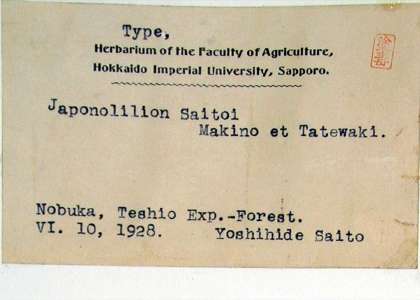 Type,
Herbarium of the Faculty of Agriculture,
Hokkaido Imperial University, Sapporo.
Japonolilion Saitoi
Makino et Tatewaki.
Nobuka, Teshio Exp.-Forest.
VI. 10, 1928. Yoshihide Saito